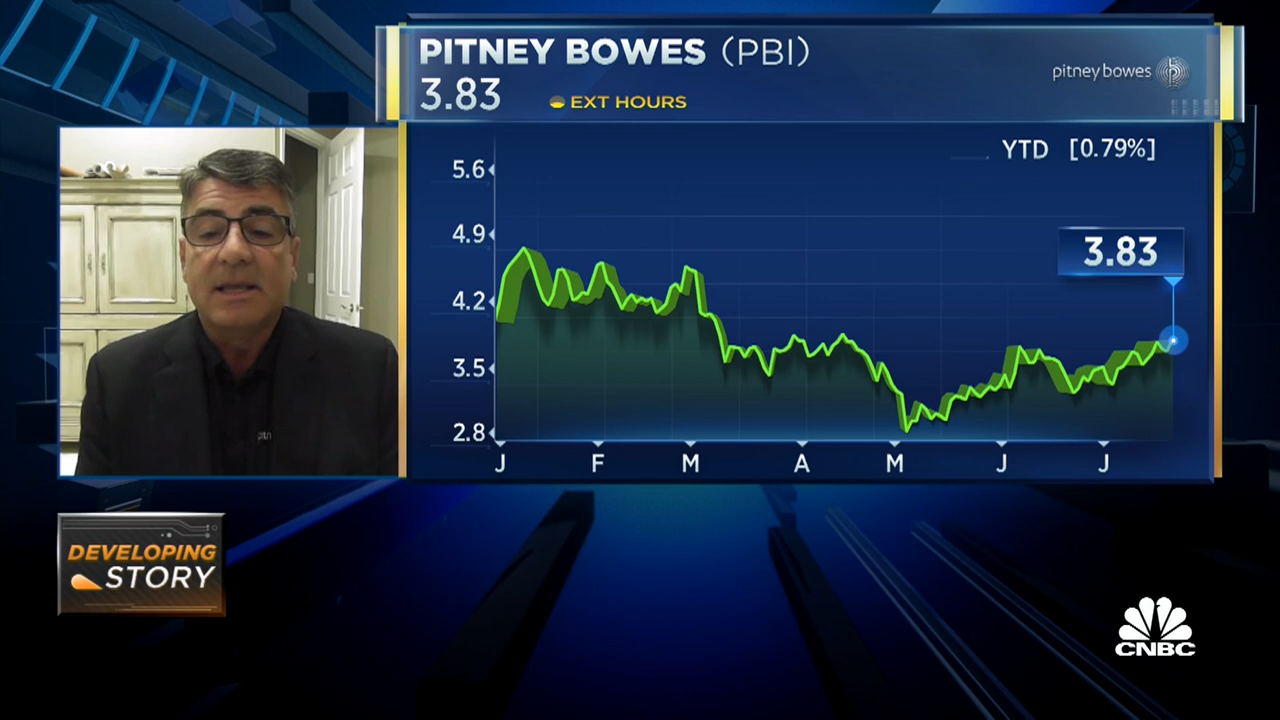 PITNEY BOWES (PBI)
3.83
EXT HOURS
pitney bowes
YTD [0.79%]
5.6
4.9
4.2
3.5
2.8
3.83
J F M A M J J
DEVELOPING
STORY
CNBC